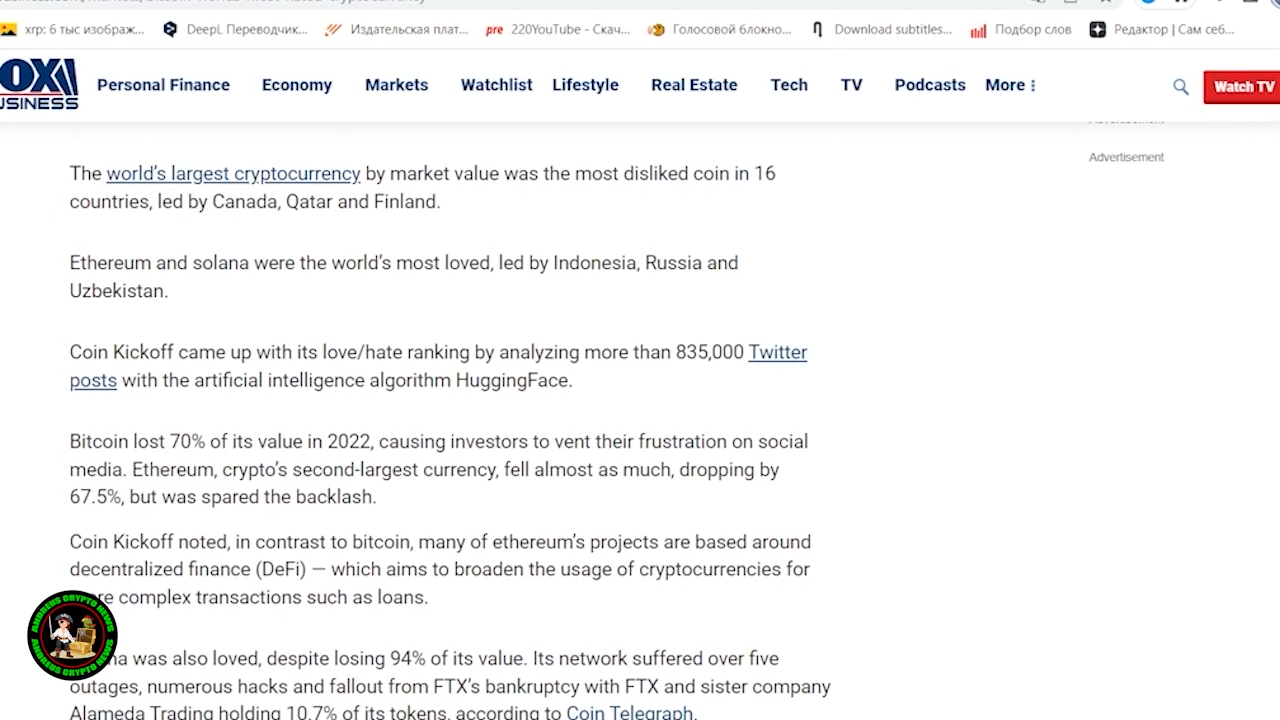 хгр: 6 тыс изображ... DeepL Переводчик... Издательская плат... pre 220YouTube - Скач... Голосовой блокно... Download subtitles... Подбор слов Редактор | Сам себ...
OX
USINESS
Personal Finance Economy Markets Watchlist Lifestyle Real Estate Tech TV Podcasts More Watch TV
Advertisement
The world's largest cryptocurrency by market value was the most disliked coin in 16
countries, led by Canada, Qatar and Finland.
Ethereum and solana were the world's most loved, led by Indonesia, Russia and
Uzbekistan.
Coin Kickoff came up with its love/hate ranking by analyzing more than 835,000 Twitter
posts with the artificial intelligence algorithm HuggingFace.
Bitcoin lost 70% of its value in 2022, causing investors to vent their frustration on social
media. Ethereum, crypto's second-largest currency, fell almost as much, dropping by
67.5%, but was spared the backlash.
Coin Kickoff noted, in contrast to bitcoin, many of ethereum's projects are based around
decentralized finance (DeFi) — which aims to broaden the usage of cryptocurrencies for
complex transactions such as loans.
was also loved, despite losing 94% of its value. Its network suffered over five
outages, numerous hacks and fallout from FTX's bankruptcy with FTX and sister company
Alameda Trading holding 10.7% of its tokens, according to Coin Telegraph.
ANDREUS CRYPTO NEWS
ANDREUS CRYPTO NEWS